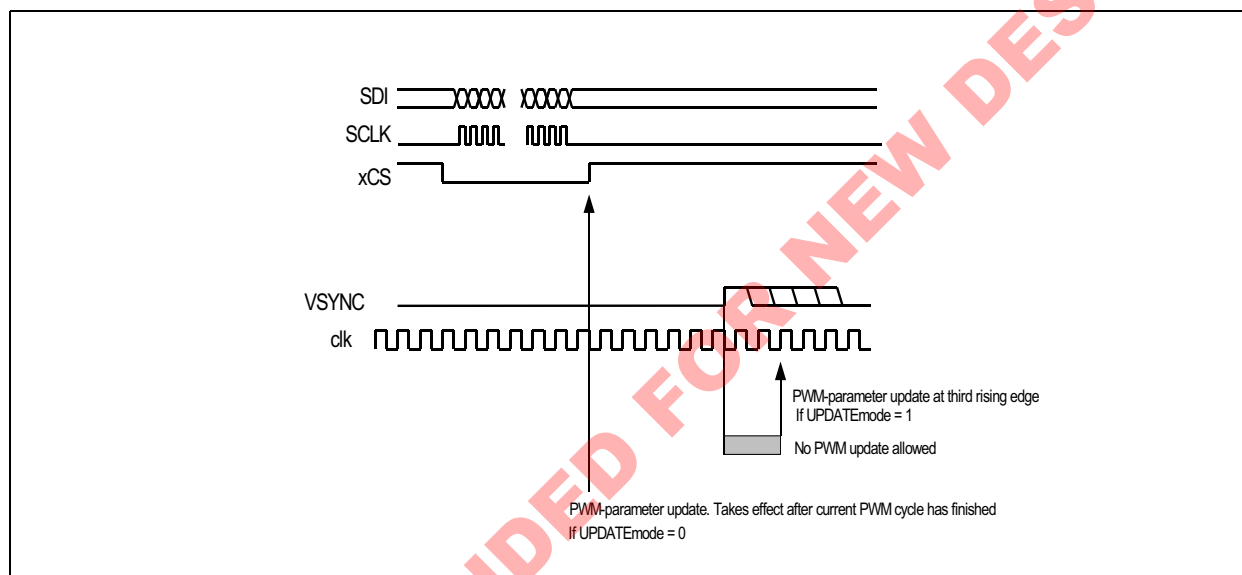 SDI
SCLK
xCS
VSYNC
clk
PWM-parameter update at third rising edge
If UPDATEmode = 1
No PWM update allowed
PWM-parameter update. Takes effect after current PWM cycle has finished
If UPDATEmode = 0
NDED FOR NEW DES